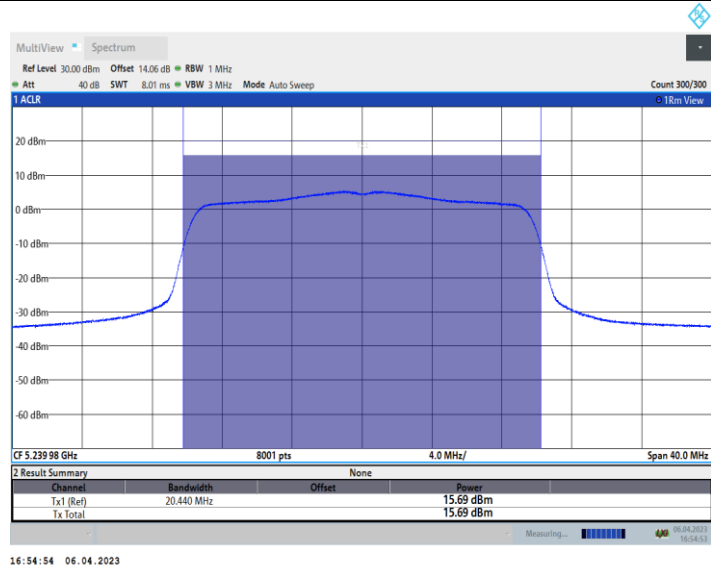 MultiView Spectrum
Ref Level 30.00 dBm Offset 14.06 dB RBW 1 MHz
Att 40 dB SWT 8.01 ms VBW 3 MHz Mode Auto Sweep Count 300/300
1 ACLR 1Rm View
20 dBm
10 dBm
0 dBm
-10 dBm
-20 dBm
-30 dBm
-40 dBm
-50 dBm
-60 dBm
CF 5.239 98 GHz 8001 pts 4.0 MHz/ Span 40.0 MHz
2 Result Summary None
Channel Bandwidth Offset Power
Tx1 (Ref) 20.440 MHz 15.69 dBm
Tx Total 15.69 dBm
Measuring... 06.04.2023
16:54:53
16:54:54 06.04.2023